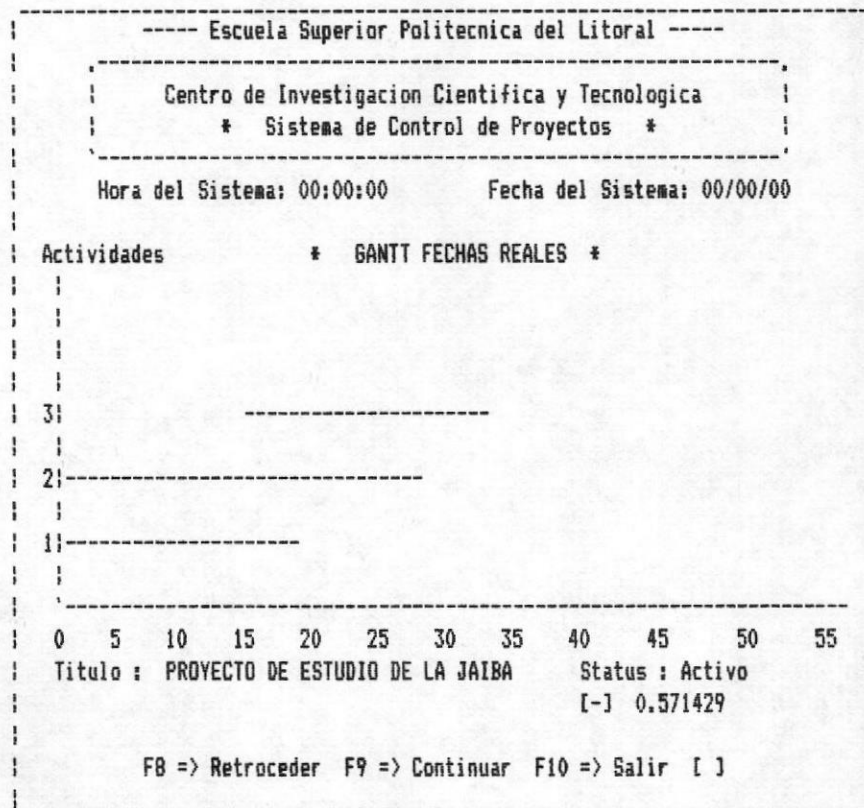 ----- Escuela Superior Politecnica del Litoral -----
Centro de Investigacion Cientifica y Tecnologica
* Sistema de Control de Proyectos *
Hora del Sistema: 00:00:00 Fecha del Sistema: 00/00/00
Actividades * GANTT FECHAS REALES *
3
2
1
0 5 10 15 20 25 30 35 40 45 50 55
Titulo : PROYECTO DE ESTUDIO DE LA JAIBA Status : Activo
[-] 0.571429
F8 => Retroceder F9 => Continuar F10 => Salir [ ]